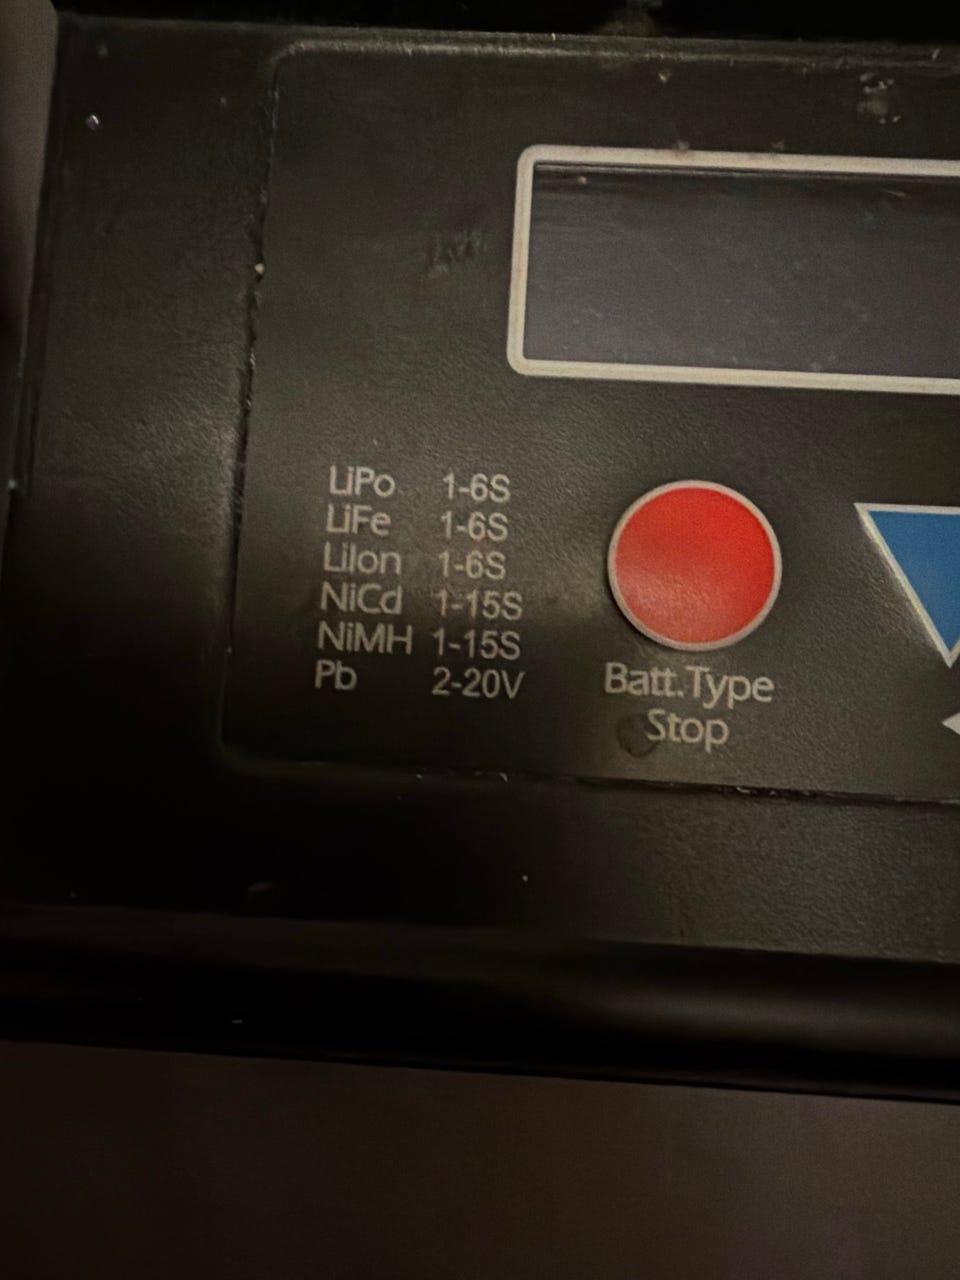 LiPo 1-6S
LiFe 1-6S
LiIon 1-6S
NiCd 1-15S
NiMH 1-15S
Pb 2-20V
Batt.Type
Stop